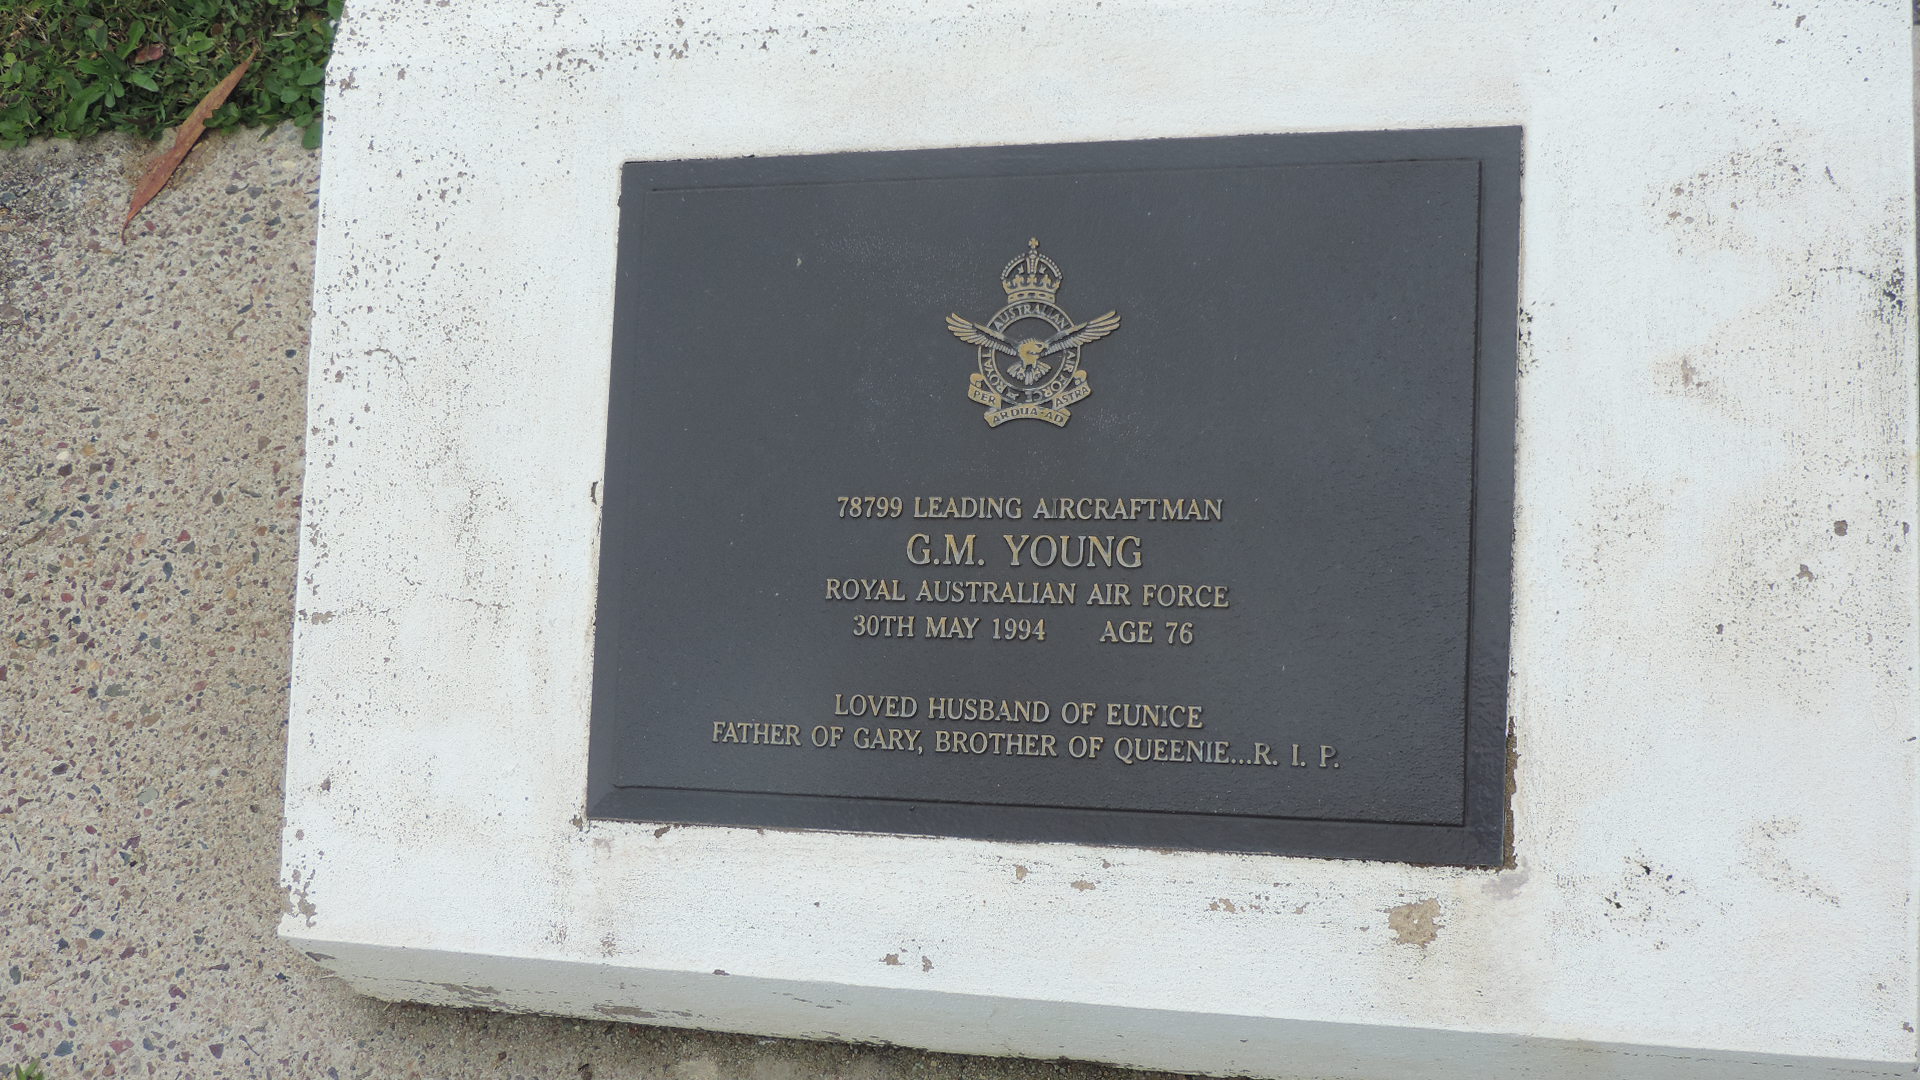 ROYAL AUSTRALIAN AIR FORCE
PER ARDUA AD ASTRA
78799 LEADING AIRCRAFTMAN
G.M. YOUNG
ROYAL AUSTRALIAN AIR FORCE
30TH MAY 1994 AGE 76
LOVED HUSBAND OF EUNICE
FATHER OF GARY, BROTHER OF QUEENIE...R. I. P.